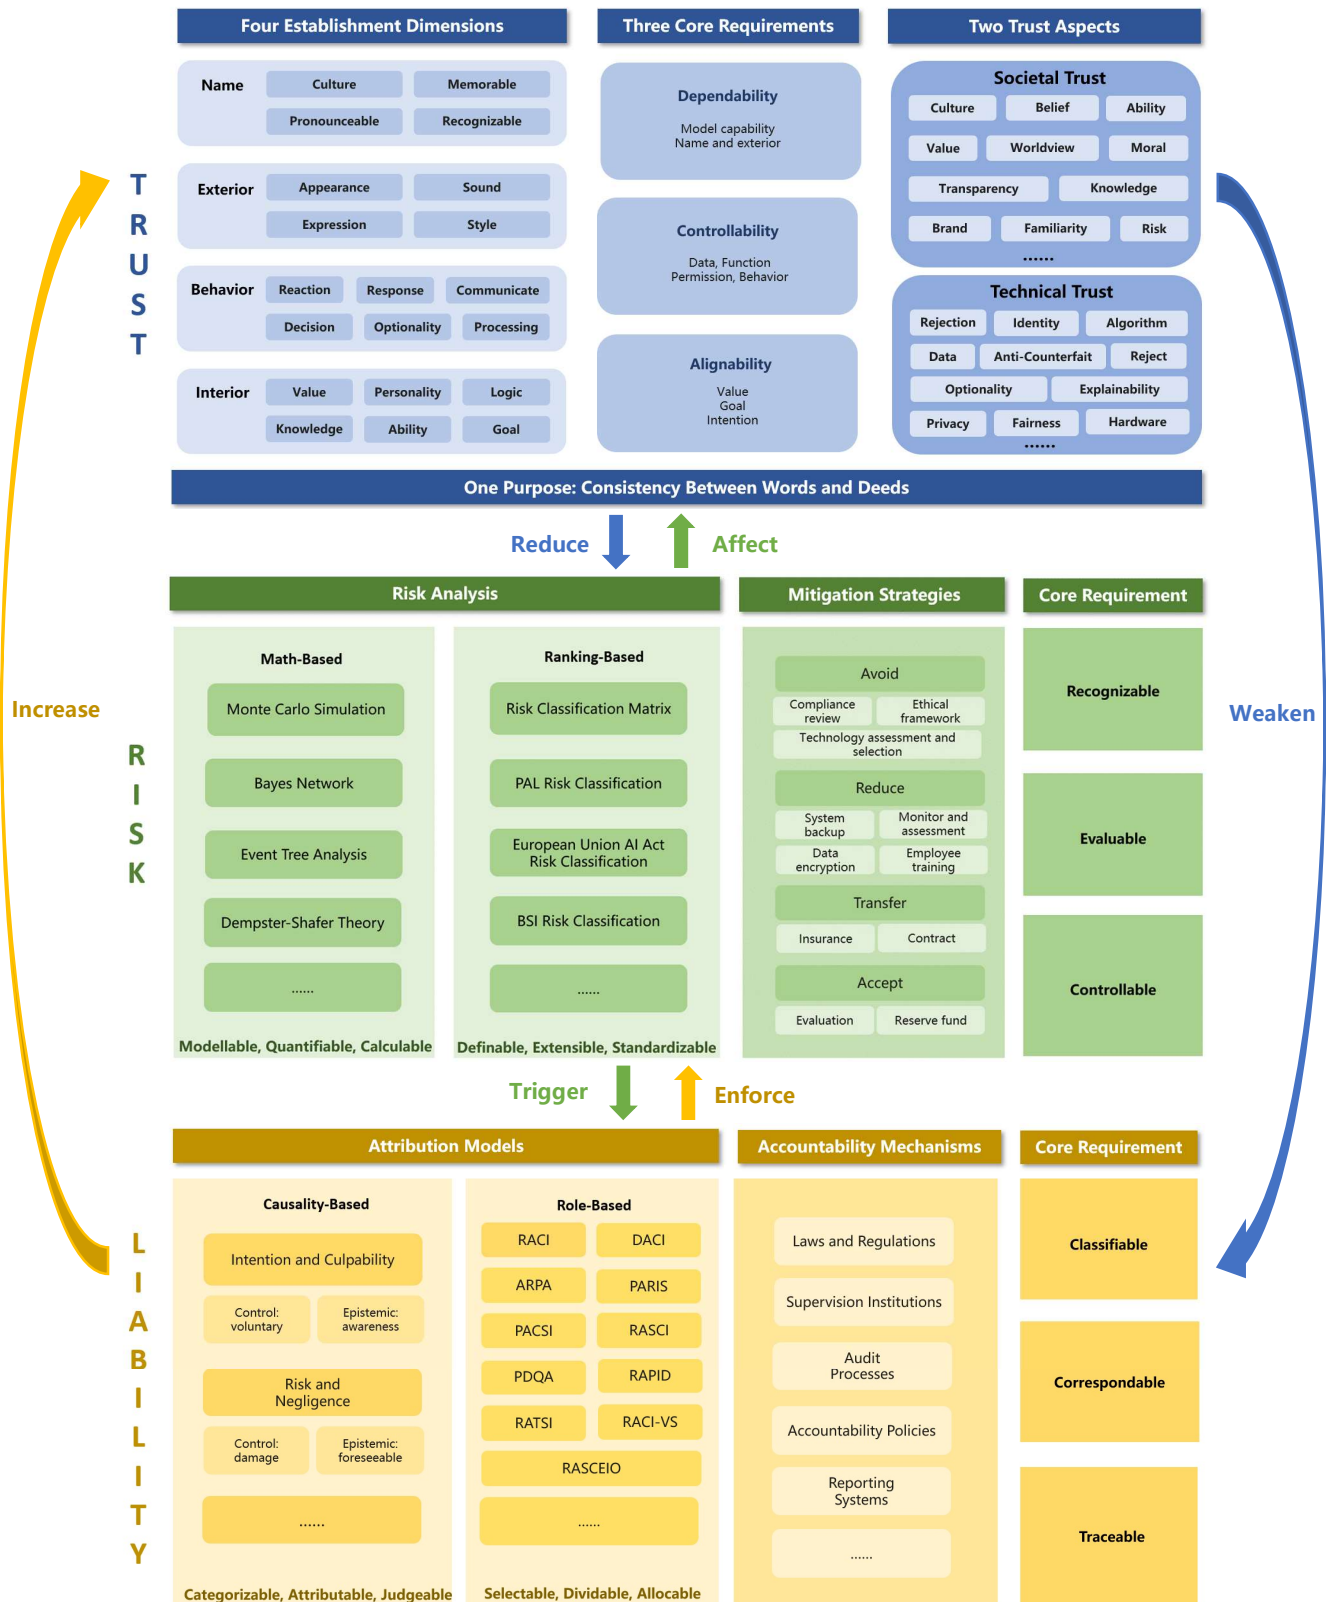 Four Establishment Dimensions
Three Core Requirements
Two Trust Aspects
TRUST
Name
Culture
Memorable
Pronounceable
Recognizable
Exterior
Appearance
Sound
Expression
Style
Behavior
Reaction
Response
Communicate
Decision
Optionality
Processing
Interior
Value
Personality
Logic
Knowledge
Ability
Goal
Dependability
Model capability
Name and exterior
Controllability
Data, Function
Permission, Behavior
Alignability
Value
Goal
Intention
Societal Trust
Culture
Belief
Ability
Value
Worldview
Moral
Transparency
Knowledge
Brand
Familiarity
Risk
......
Technical Trust
Rejection
Identity
Algorithm
Data
Anti-Counterfait
Reject
Optionality
Explainability
Privacy
Fairness
Hardware
......
One Purpose: Consistency Between Words and Deeds
Reduce
Affect
Increase
Weaken
RISK
Risk Analysis
Mitigation Strategies
Core Requirement
Math-Based
Monte Carlo Simulation
Bayes Network
Event Tree Analysis
Dempster-Shafer Theory
......
Modellable, Quantifiable, Calculable
Ranking-Based
Risk Classification Matrix
PAL Risk Classification
European Union AI Act
Risk Classification
BSI Risk Classification
......
Definable, Extensible, Standardizable
Avoid
Compliance
review
Ethical
framework
Technology assessment and
selection
Reduce
System
backup
Monitor and
assessment
Data
encryption
Employee
training
Transfer
Insurance
Contract
Accept
Evaluation
Reserve fund
Recognizable
Evaluable
Controllable
Trigger
Enforce
LIABILITY
Attribution Models
Accountability Mechanisms
Core Requirement
Causality-Based
Intention and Culpability
Control:
voluntary
Epistemic:
awareness
Risk and
Negligence
Control:
damage
Epistemic:
foreseeable
......
Categorizable, Attributable, Judgeable
Role-Based
RACI
DACI
ARPA
PARIS
PACSI
RASCI
PDQA
RAPID
RATSI
RACI-VS
RASCEIO
......
Selectable, Dividable, Allocable
Laws and Regulations
Supervision Institutions
Audit
Processes
Accountability Policies
Reporting
Systems
......
Classifiable
Correspondable
Traceable